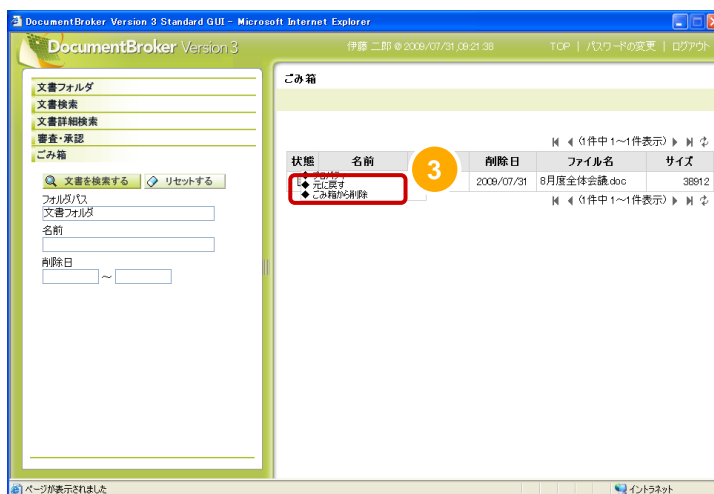 DocumentBroker Version 3 Standard GUI - Microsoft Internet Explorer
DocumentBroker Version 3
伊藤 二郎 @ 2009/07/31,09:21:38
TOP | パスワードの変更 | ログアウト
文書フォルダ
文書検索
文書詳細検索
審査・承認
ごみ箱
文書を検索する
リセットする
フォルダパス
文書フォルダ
名前
削除日
～
ごみ箱
(1件中 1～1件表示)
状態 名前 削除日 ファイル名 サイズ
プロパティ
元に戻す
ごみ箱から削除
3
2009/07/31 8月度全体会議.doc 38912
(1件中 1～1件表示)
ページが表示されました
イントラネット